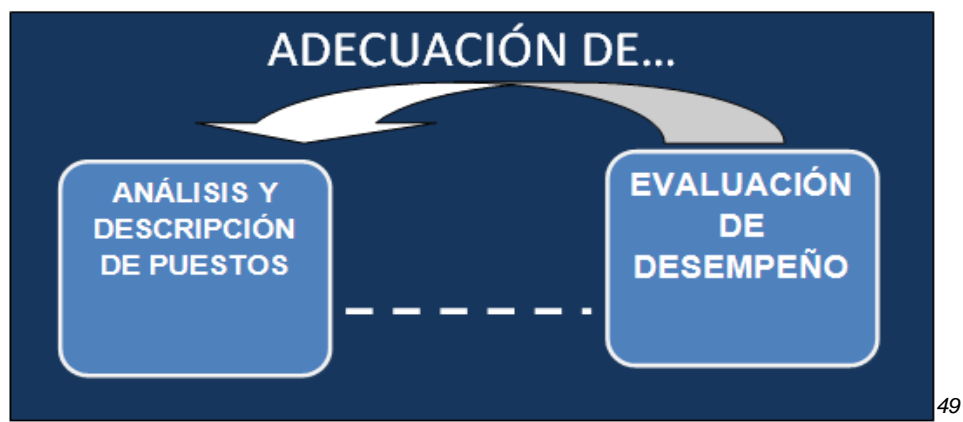 ADECUACIÓN DE...
ANÁLISIS Y
DESCRIPCIÓN
DE PUESTOS
EVALUACIÓN
DE
DESEMPEÑO
49